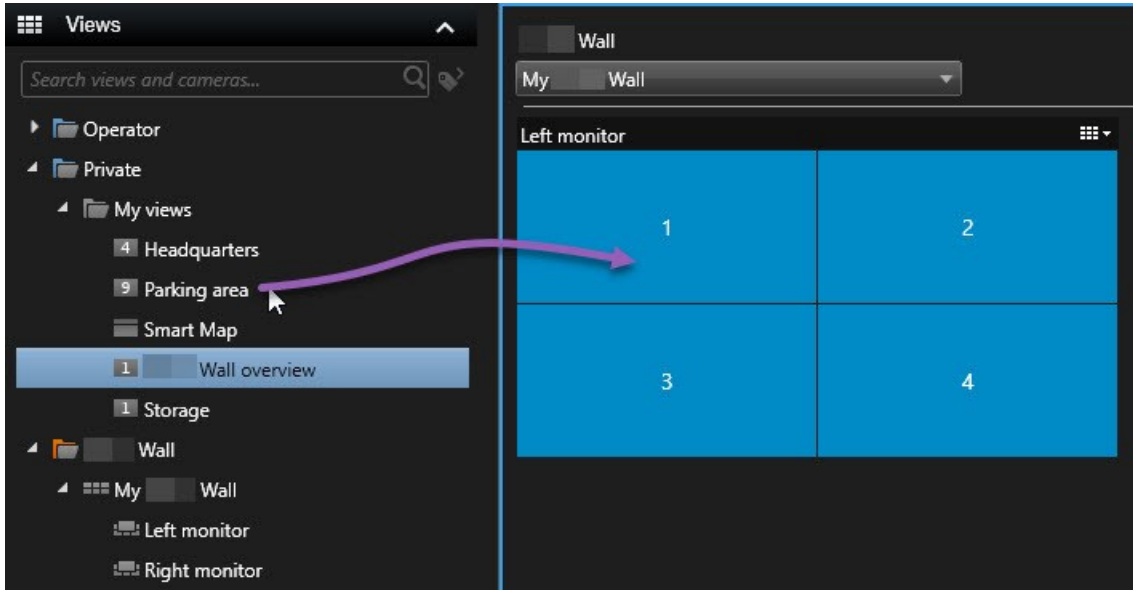 Views
Search views and cameras...
Operator
Private
My views
4 Headquarters
9 Parking area
Smart Map
1 Wall overview
1 Storage
Wall
My Wall
Left monitor
Right monitor
Wall
My Wall
Left monitor
1 2
3 4